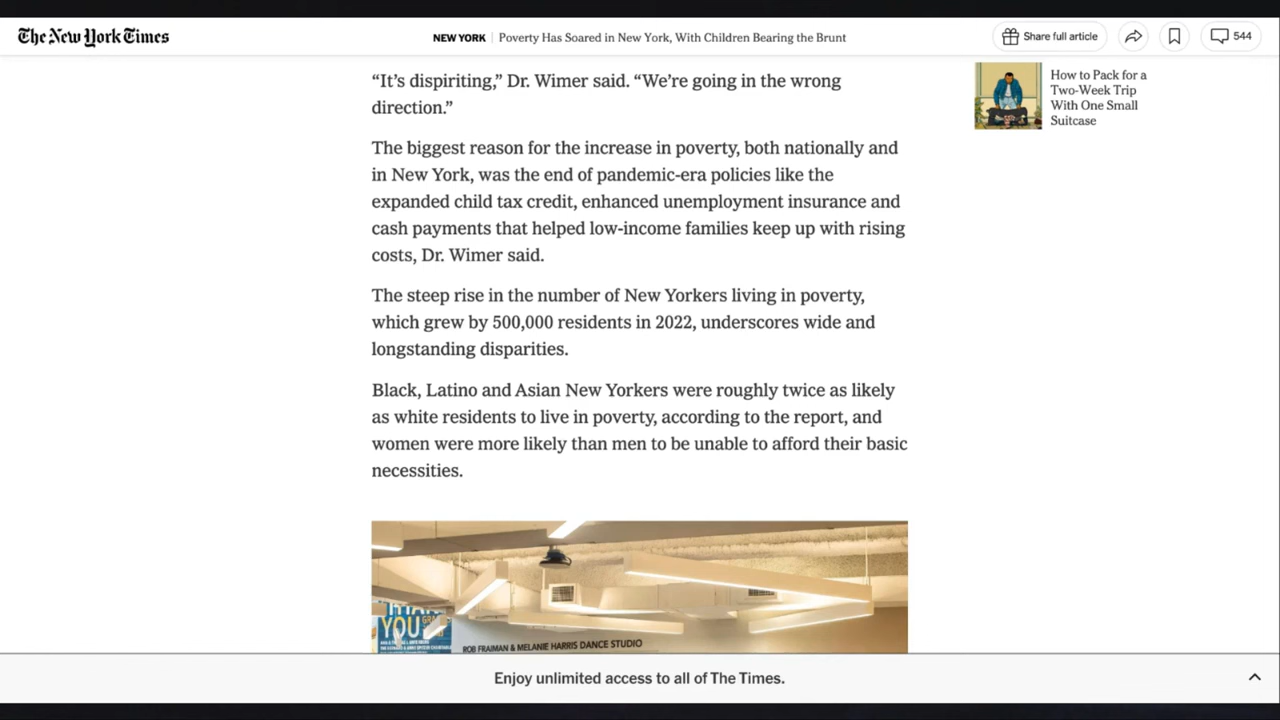 The New York Times
NEW YORK | Poverty Has Soared in New York, With Children Bearing the Brunt
Share full article
544
“It’s dispiriting,” Dr. Wimer said. “We’re going in the wrong
direction.”
How to Pack for a
Two-Week Trip
With One Small
Suitcase
The biggest reason for the increase in poverty, both nationally and
in New York, was the end of pandemic-era policies like the
expanded child tax credit, enhanced unemployment insurance and
cash payments that helped low-income families keep up with rising
costs, Dr. Wimer said.
The steep rise in the number of New Yorkers living in poverty,
which grew by 500,000 residents in 2022, underscores wide and
longstanding disparities.
Black, Latino and Asian New Yorkers were roughly twice as likely
as white residents to live in poverty, according to the report, and
women were more likely than men to be unable to afford their basic
necessities.
YOU
ROB FRAIMAN & MELANIE HARRIS DANCE STUDIO
Enjoy unlimited access to all of The Times.